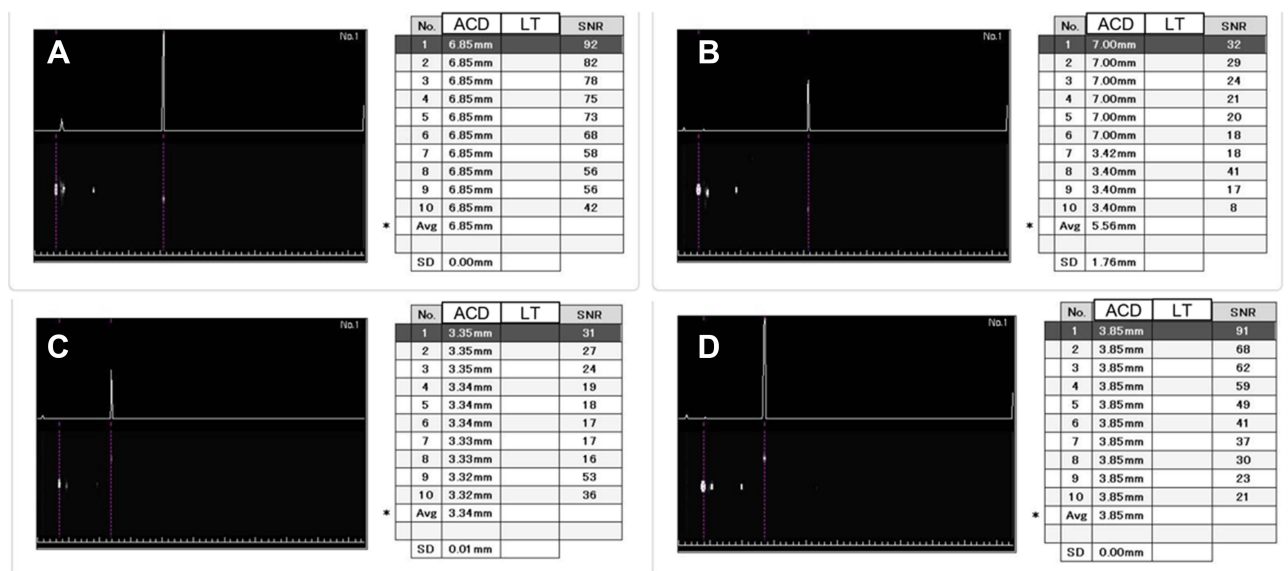 A
No.1
No. ACD LT SNR
1 6.85mm 92
2 6.85mm 82
3 6.85mm 78
4 6.85mm 75
5 6.85mm 73
6 6.85mm 68
7 6.85mm 58
8 6.85mm 56
9 6.85mm 56
10 6.85mm 42
* Avg 6.85mm
SD 0.00mm
B
No.1
No. ACD LT SNR
1 7.00mm 32
2 7.00mm 29
3 7.00mm 24
4 7.00mm 21
5 7.00mm 20
6 7.00mm 18
7 3.42mm 18
8 3.40mm 41
9 3.40mm 17
10 3.40mm 8
* Avg 5.56mm
SD 1.76mm
C
No.1
No. ACD LT SNR
1 3.35mm 31
2 3.35mm 27
3 3.35mm 24
4 3.34mm 19
5 3.34mm 18
6 3.34mm 17
7 3.33mm 17
8 3.33mm 16
9 3.32mm 53
10 3.32mm 36
* Avg 3.34mm
SD 0.01mm
D
No.1
No. ACD LT SNR
1 3.85mm 91
2 3.85mm 68
3 3.85mm 62
4 3.85mm 59
5 3.85mm 49
6 3.85mm 41
7 3.85mm 37
8 3.85mm 30
9 3.85mm 23
10 3.85mm 21
* Avg 3.85mm
SD 0.00mm